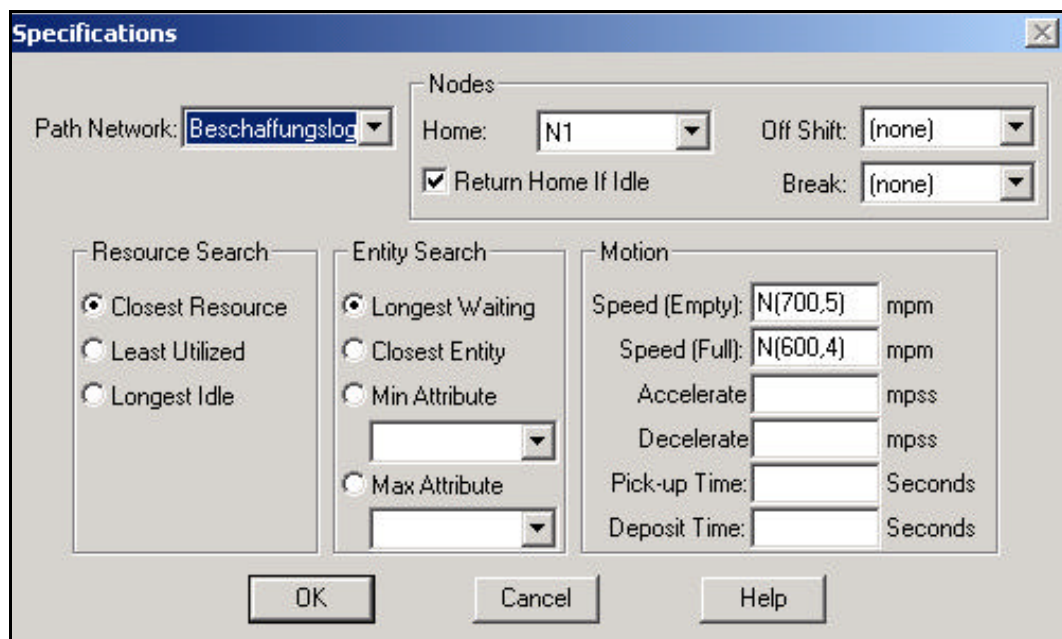 Specifications
Nodes
Path Network: Beschaffungslog
Home: N1
Off Shift: (none)
Return Home If Idle
Break: (none)
Resource Search
Closest Resource
Least Utilized
Longest Idle
Entity Search
Longest Waiting
Closest Entity
Min Attribute
Max Attribute
Motion
Speed (Empty): N(700,5) mpm
Speed (Full): N(600,4) mpm
Accelerate mpss
Decelerate mpss
Pick-up Time: Seconds
Deposit Time: Seconds
OK Cancel Help